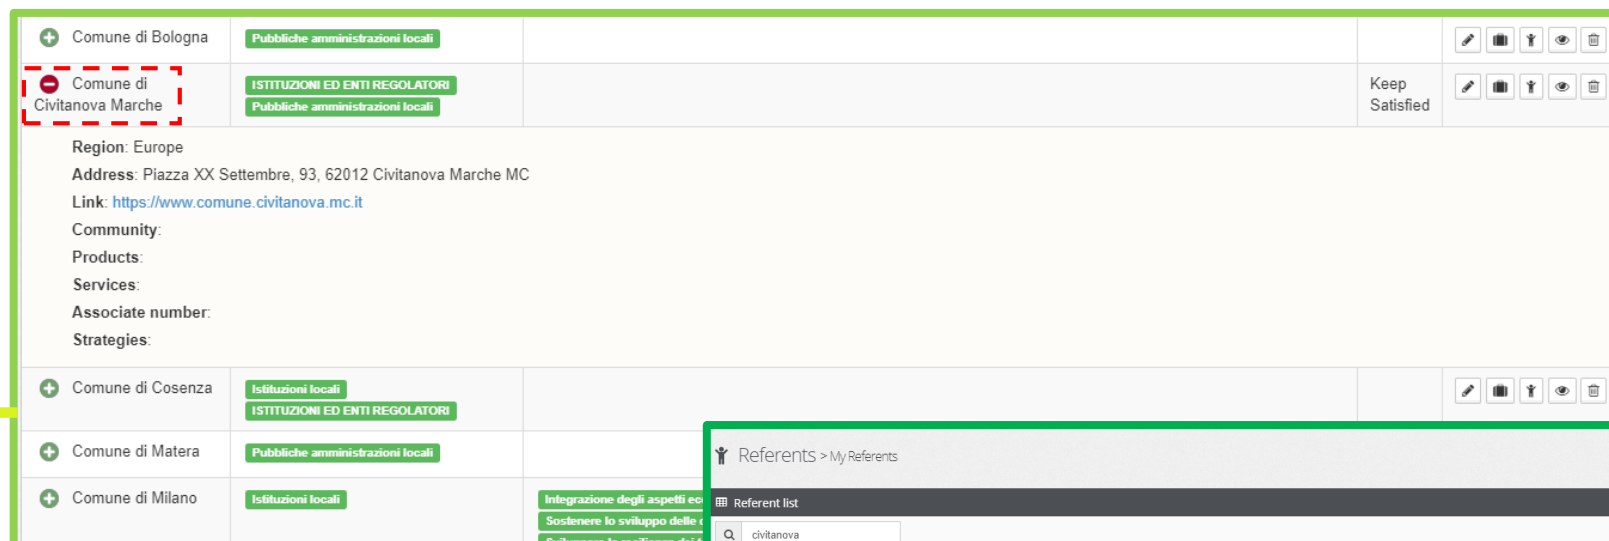 Comune di Bologna Pubbliche amministrazioni locali
Comune di ISTITUZIONI ED ENTI REGOLATORI Keep
Civitanova Marche Pubbliche amministrazioni locali Satisfied
Region: Europe
Address: Piazza XX Settembre, 93, 62012 Civitanova Marche MC
Link: https://www.comune.civitanova.mc.it
Community:
Products:
Services:
Associate number:
Strategies:
Comune di Cosenza Istituzioni locali
ISTITUZIONI ED ENTI REGOLATORI
Comune di Matera Pubbliche amministrazioni locali
Comune di Milano Istituzioni locali Integrazione degli aspetti
Sostenere lo sviluppo delle
Referents > My Referents
Referent list
civitanova